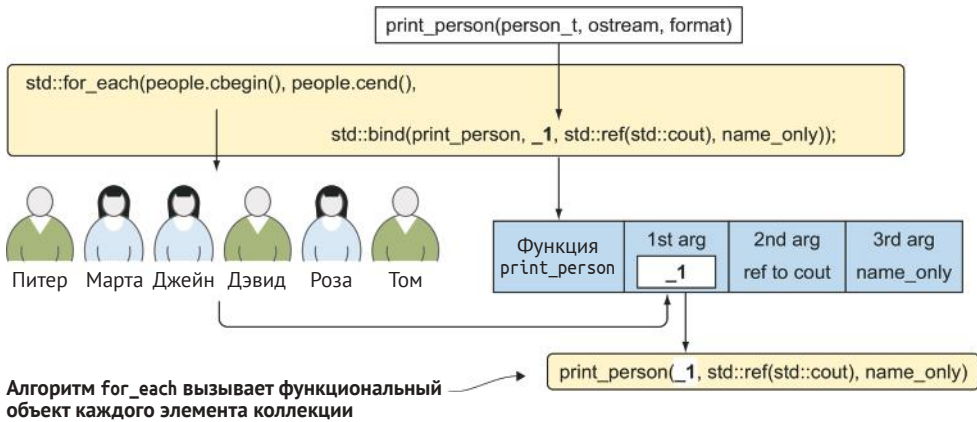 print_person(person_t, ostream, format)
std::for_each(people.cbegin(), people.cend(),
std::bind(print_person, _1, std::ref(std::cout), name_only));
Питер
Марта
Джейн
Дэвид
Роза
Том
Функция
print_person
1st arg
_1
2nd arg
ref to cout
3rd arg
name_only
print_person(_1, std::ref(std::cout), name_only)
Алгоритм for_each вызывает функциональный
объект каждого элемента коллекции